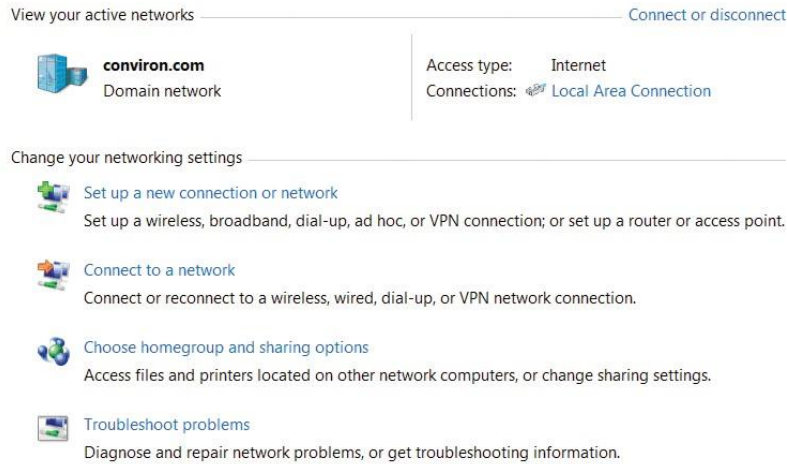 View your active networks
Connect or disconnect
conviron.com
Domain network
Access type: Internet
Connections: Local Area Connection
Change your networking settings
Set up a new connection or network
Set up a wireless, broadband, dial-up, ad hoc, or VPN connection; or set up a router or access point.
Connect to a network
Connect or reconnect to a wireless, wired, dial-up, or VPN network connection.
Choose homegroup and sharing options
Access files and printers located on other network computers, or change sharing settings.
Troubleshoot problems
Diagnose and repair network problems, or get troubleshooting information.